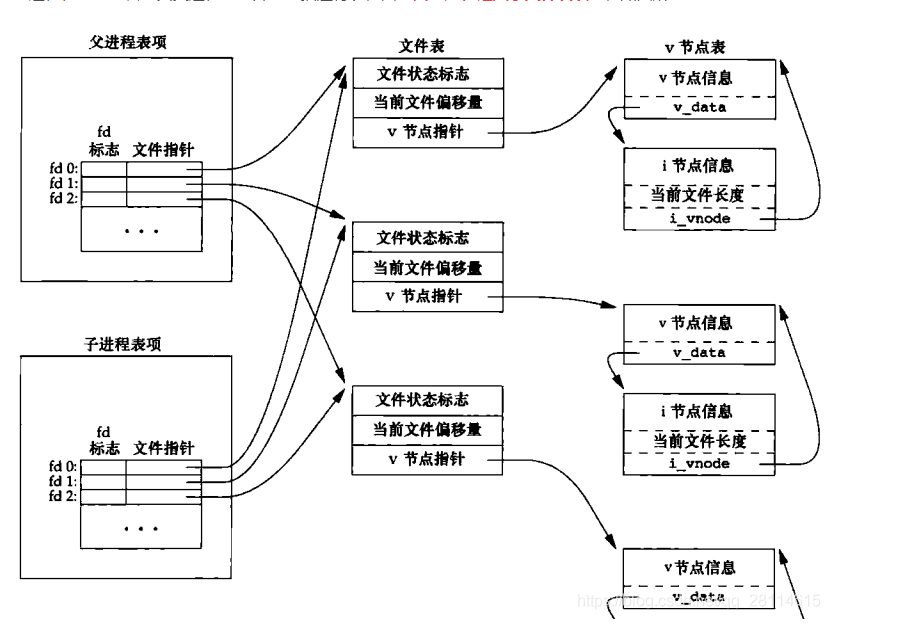 父进程表项
fd
标志 文件指针
fd 0:
fd 1:
fd 2:
• • •
子进程表项
fd
标志 文件指针
fd 0:
fd 1:
fd 2:
• • •
文件表
文件状态标志
当前文件偏移量
v 节点指针
文件状态标志
当前文件偏移量
v 节点指针
文件状态标志
当前文件偏移量
v 节点指针
v 节点表
v 节点信息
v_data
i 节点信息
当前文件长度
i_vnode
v 节点信息
v_data
i 节点信息
当前文件长度
i_vnode
v 节点信息
v_data